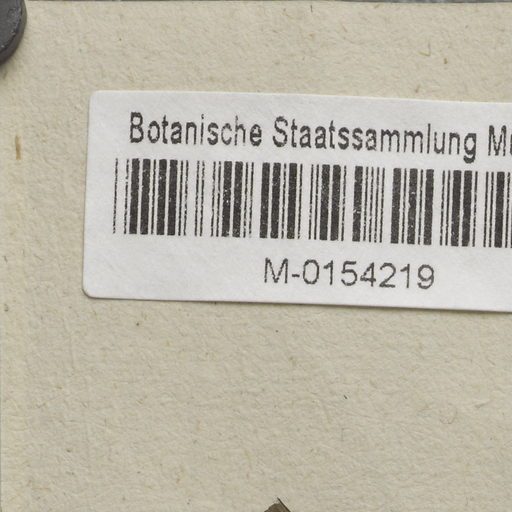 Botanische Staatssammlung
M-0154219